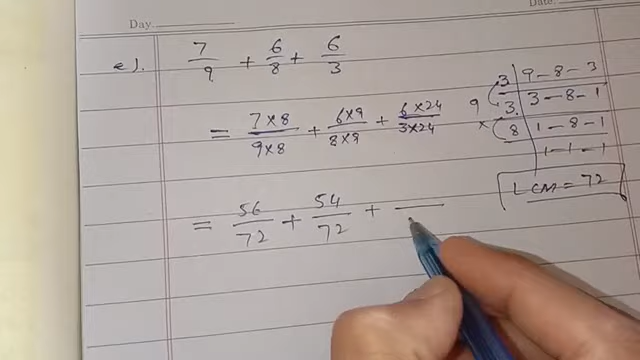 Day
Date
e). 7/9 + 6/8 + 6/3
= 7×8/9×8 + 6×9/8×9 + 6×24/3×24
= 56/72 + 54/72 +
3 | 9 - 8 - 3
9 × 3 | 3 - 8 - 1
8 | 1 - 8 - 1
1 - 1 - 1
LCM = 72